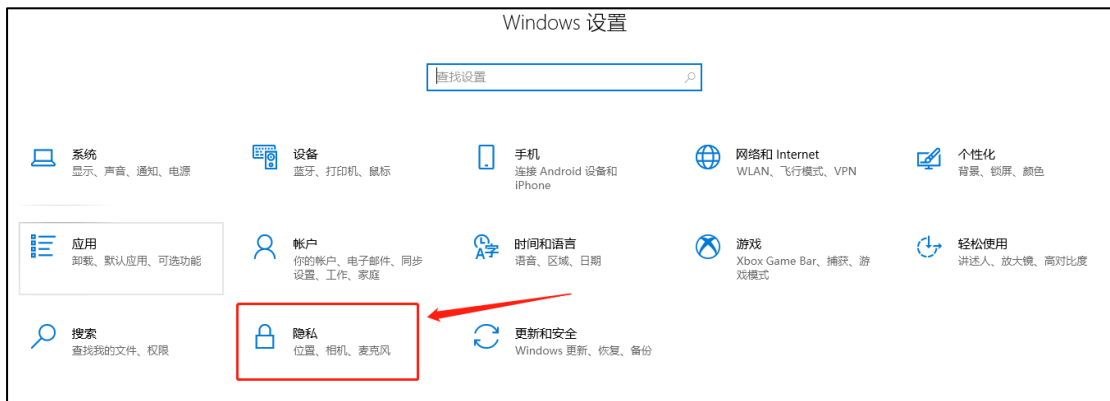 Windows 设置
查找设置
系统
显示、声音、通知、电源
设备
蓝牙、打印机、鼠标
手机
连接 Android 设备和
iPhone
网络和 Internet
WLAN、飞行模式、VPN
个性化
背景、锁屏、颜色
应用
卸载、默认应用、可选功能
帐户
你的帐户、电子邮件、同步
设置、工作、家庭
时间和语言
语音、区域、日期
游戏
Xbox Game Bar、捕获、游
戏模式
轻松使用
讲述人、放大镜、高对比度
搜索
查找我的文件、权限
隐私
位置、相机、麦克风
更新和安全
Windows 更新、恢复、备份